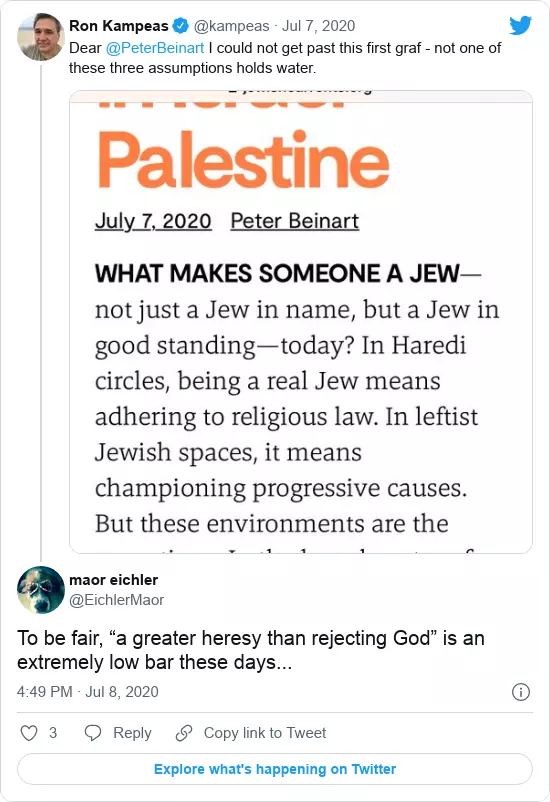 Ron Kampeas @kampeas · Jul 7, 2020
Dear @PeterBeinart I could not get past this first graf - not one of
these three assumptions holds water.
Palestine
July 7, 2020 Peter Beinart
WHAT MAKES SOMEONE A JEW—
not just a Jew in name, but a Jew in
good standing—today? In Haredi
circles, being a real Jew means
adhering to religious law. In leftist
Jewish spaces, it means
championing progressive causes.
But these environments are the
maor eichler
@EichlerMaor
To be fair, “a greater heresy than rejecting God” is an
extremely low bar these days...
4:49 PM · Jul 8, 2020
3 Reply Copy link to Tweet
Explore what's happening on Twitter